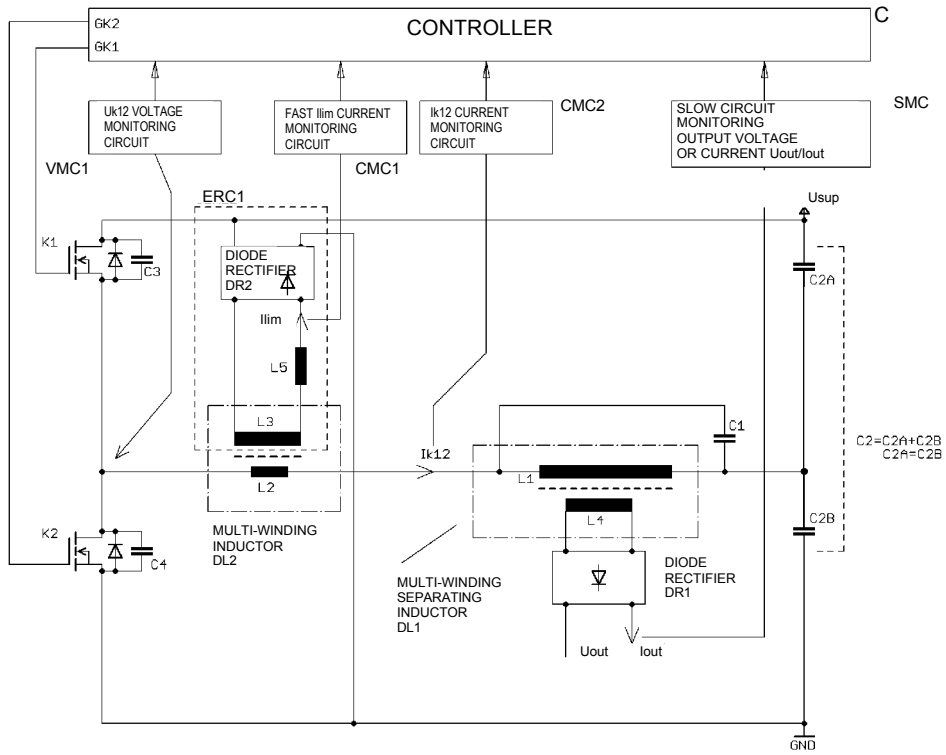 GK2
GK1
CONTROLLER
C
Uk12 VOLTAGE
MONITORING
CIRCUIT
VMC1
FAST Ilim CURRENT
MONITORING
CIRCUIT
CMC1
Ik12 CURRENT
MONITORING
CIRCUIT
CMC2
SLOW CIRCUIT
MONITORING
OUTPUT VOLTAGE
OR CURRENT Uout/Iout
SMC
ERC1
Usup
K1
C3
DIODE
RECTIFIER
DR2
C2A
Ilim
L5
L3
L2
Ik12
C1
L1
L4
C2=C2A+C2B
C2A=C2B
K2
C4
MULTI-WINDING
INDUCTOR
DL2
C2B
MULTI-WINDING
SEPARATING
INDUCTOR
DL1
DIODE
RECTIFIER
DR1
Uout
Iout
GND